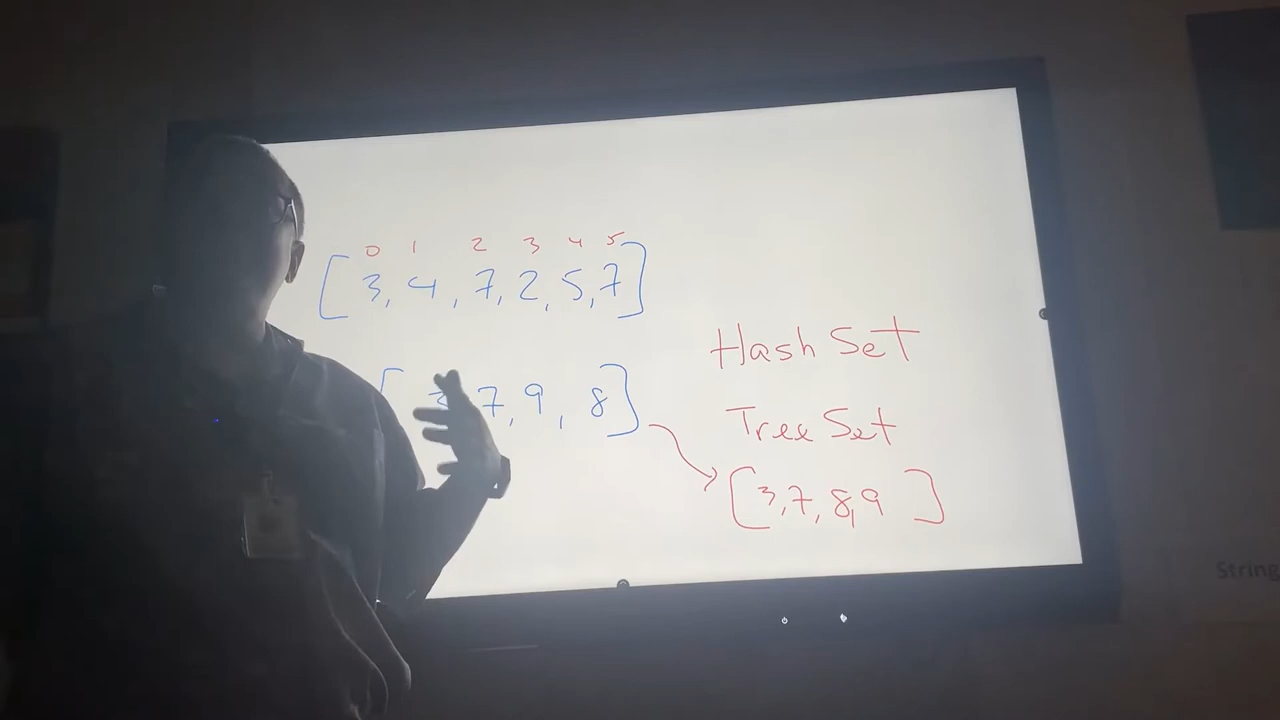 0 1 2 3 4 5
[3, 4, 7, 2, 5, 7]
[3 7, 9, 8]
Hash Set
Tree Set
[3, 7, 8, 9 ]
String